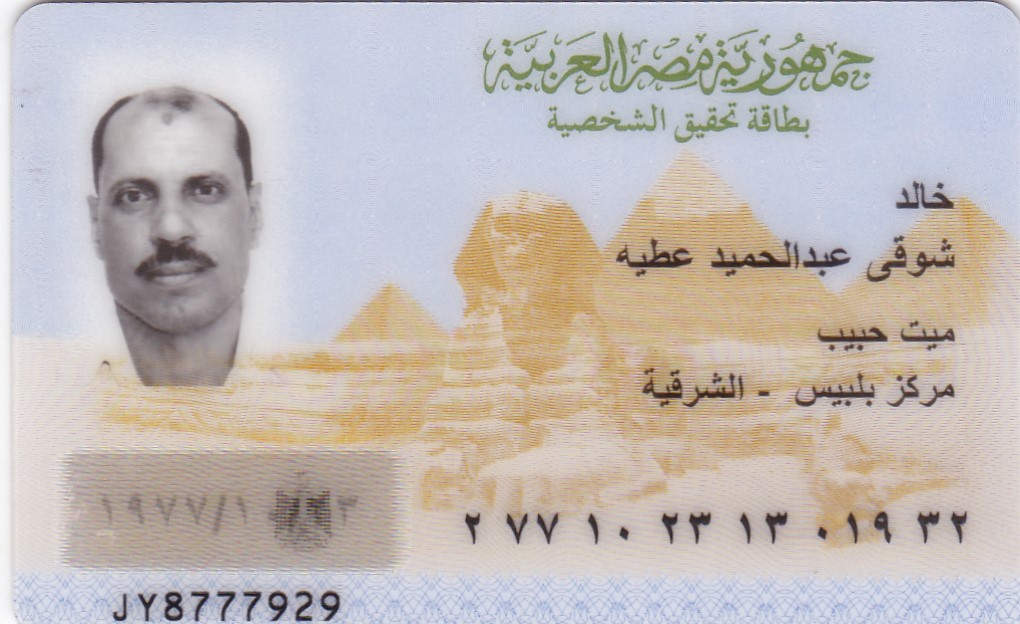 جمهورية مصر العربية
بطاقة تحقيق الشخصية
خالد
شوقى عبدالحميد عطيه
ميت حبيب
مركز بلبيس - الشرقية
٢ ٧٧ ١٠ ٢٣ ١٣ ٠١٩ ٣٢
١٩٧٧/١
JY8777929